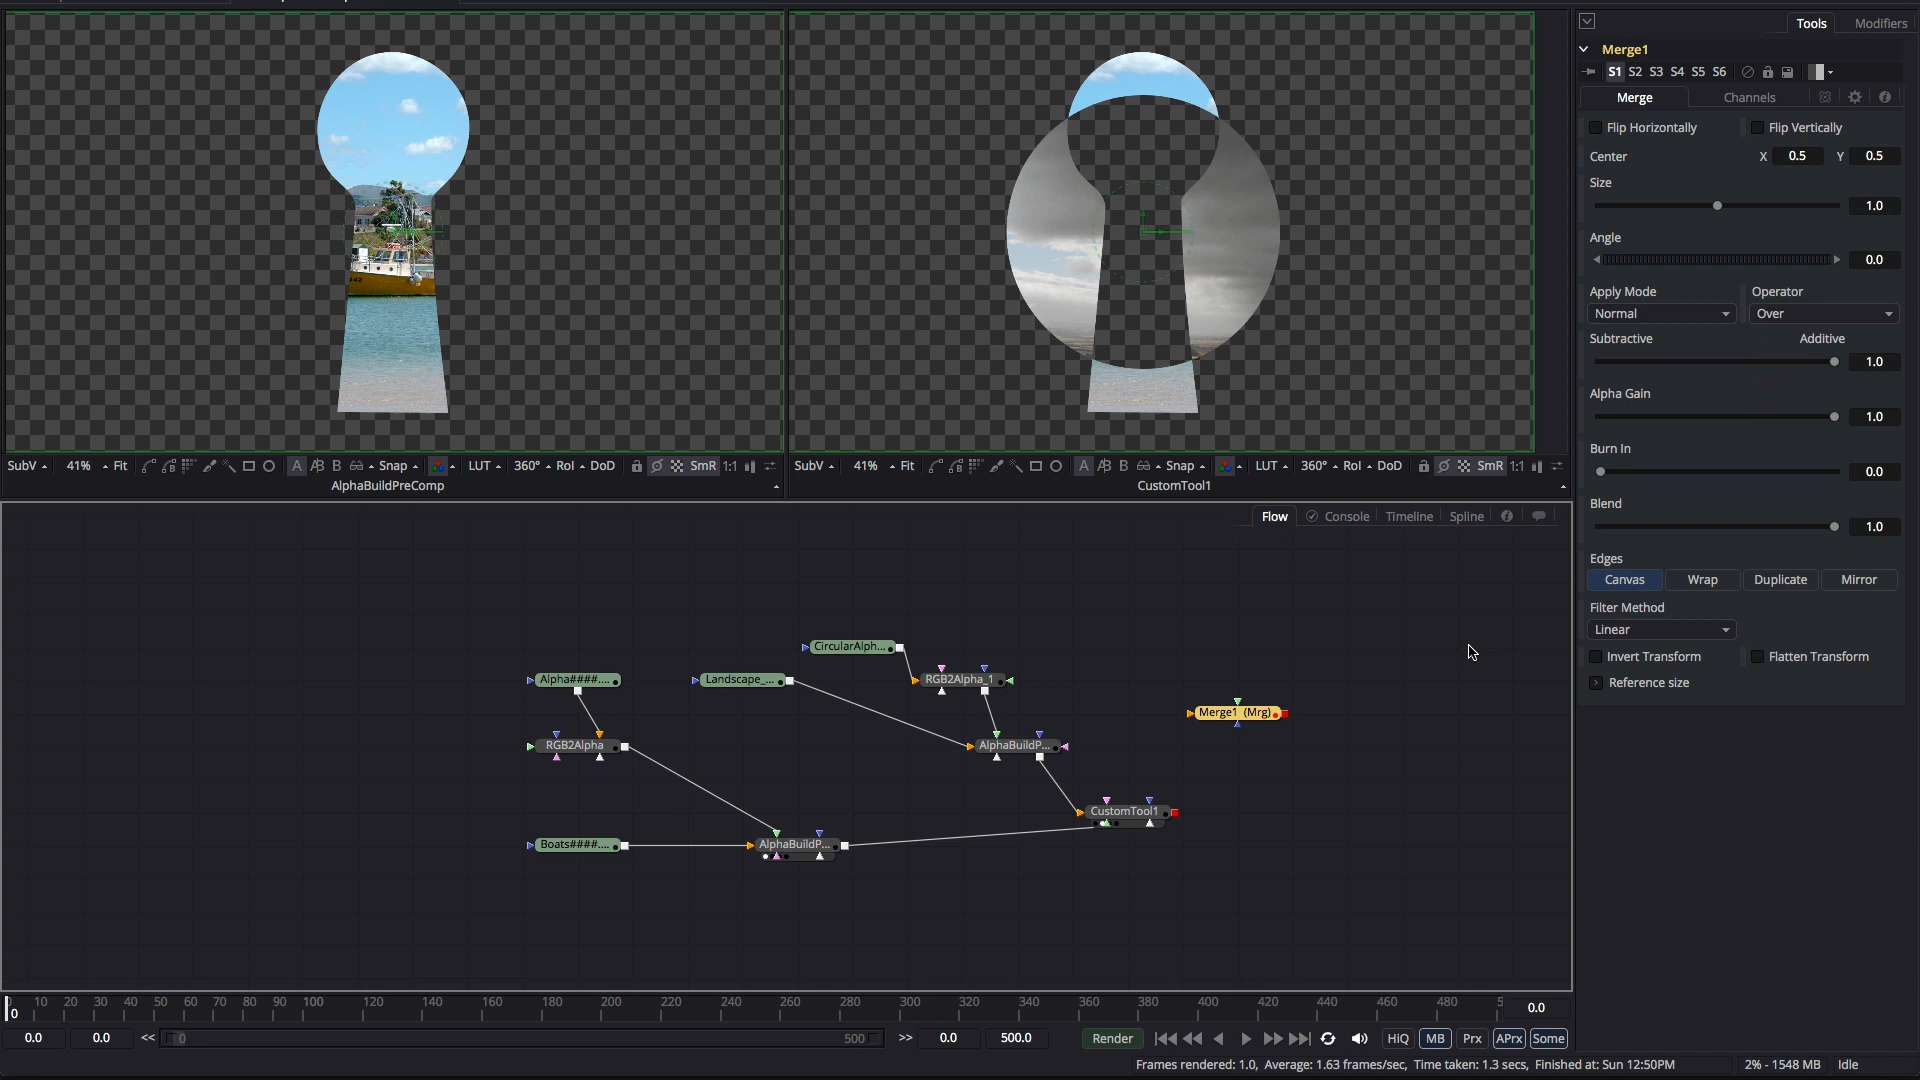 Tools Modifiers
Merge1
S1 S2 S3 S4 S5 S6
Merge Channels
Flip Horizontally Flip Vertically
Center X 0.5 Y 0.5
Size
1.0
Angle
0.0
Apply Mode Operator
Normal Over
Subtractive Additive
1.0
Alpha Gain
1.0
Burn In
0.0
Blend
1.0
Edges
Canvas Wrap Duplicate Mirror
Filter Method
Linear
Invert Transform Flatten Transform
Reference size
SubV 41% Fit A B Snap LUT 360° RoI DoD SmR 1:1
AlphaBuildPreComp
SubV 41% Fit A B Snap LUT 360° RoI DoD SmR 1:1
CustomTool1
Flow Console Timeline Spline
CircularAlph...
Alpha####....
Landscape_...
RGB2Alpha_1
Merge1 (Mrg)
RGB2Alpha
AlphaBuildP...
CustomTool1
Boats####....
AlphaBuildP...
0 10 20 30 40 50 60 70 80 90 100 120 140 160 180 200 220 240 260 280 300 320 340 360 380 400 420 440 460 480 5 0.0
0.0 0.0 << 0 500 >> 0.0 500.0 Render HiQ MB Prx APrx Some
Frames rendered: 1.0, Average: 1.63 frames/sec, Time taken: 1.3 secs, Finished at: Sun 12:50PM 2% - 1548 MB Idle